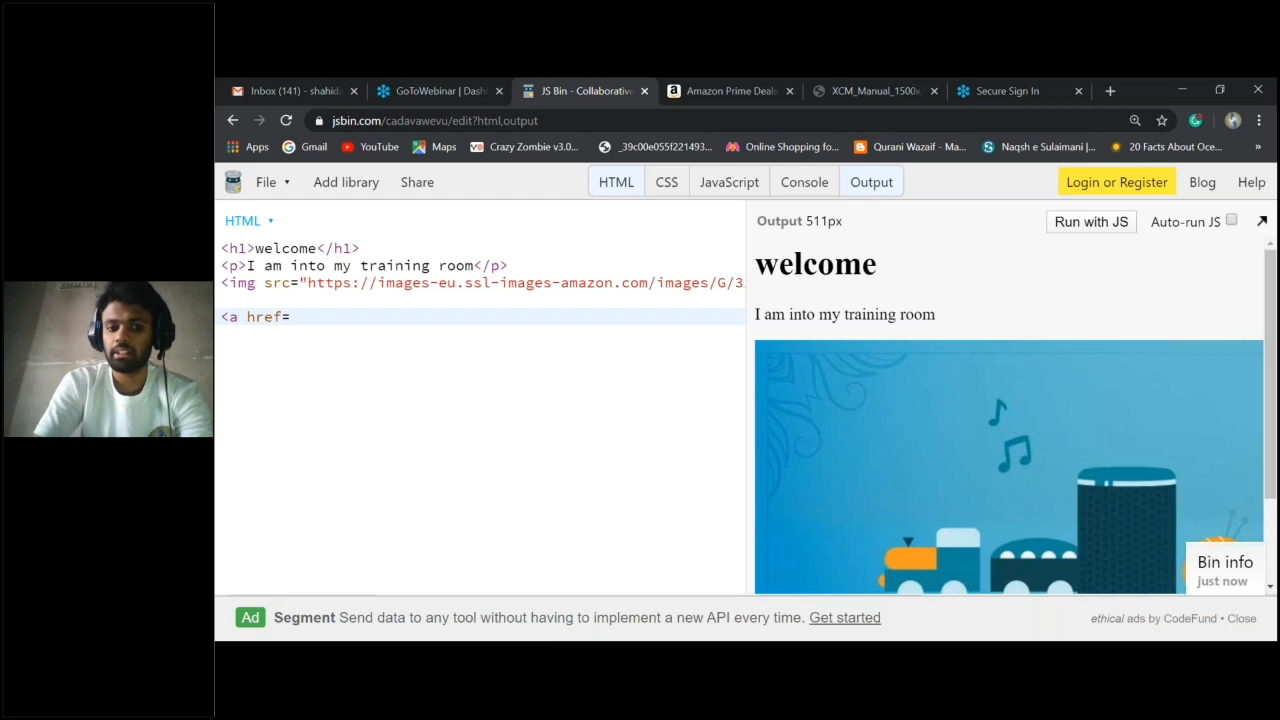 Inbox (141) - shahida
GoToWebinar | Dash
JS Bin - Collaborative
Amazon Prime Deals
XCM_Manual_1500x
Secure Sign In
jsbin.com/cadavawevu/edit?html,output
Apps
Gmail
YouTube
Maps
Crazy Zombie v3.0...
_39c00e055f221493...
Online Shopping fo...
Qurani Wazaif - Ma...
Naqsh e Sulaimani |...
20 Facts About Oce...
»
File
Add library
Share
HTML
CSS
JavaScript
Console
Output
Login or Register
Blog
Help
HTML
<h1>welcome</h1>
<p>I am into my training room</p>
<img src="https://images-eu.ssl-images-amazon.com/images/G/3
<a href=
Output 511px
Run with JS
Auto-run JS
welcome
I am into my training room
Bin info
just now
Ad
Segment Send data to any tool without having to implement a new API every time. Get started
ethical ads by CodeFund • Close